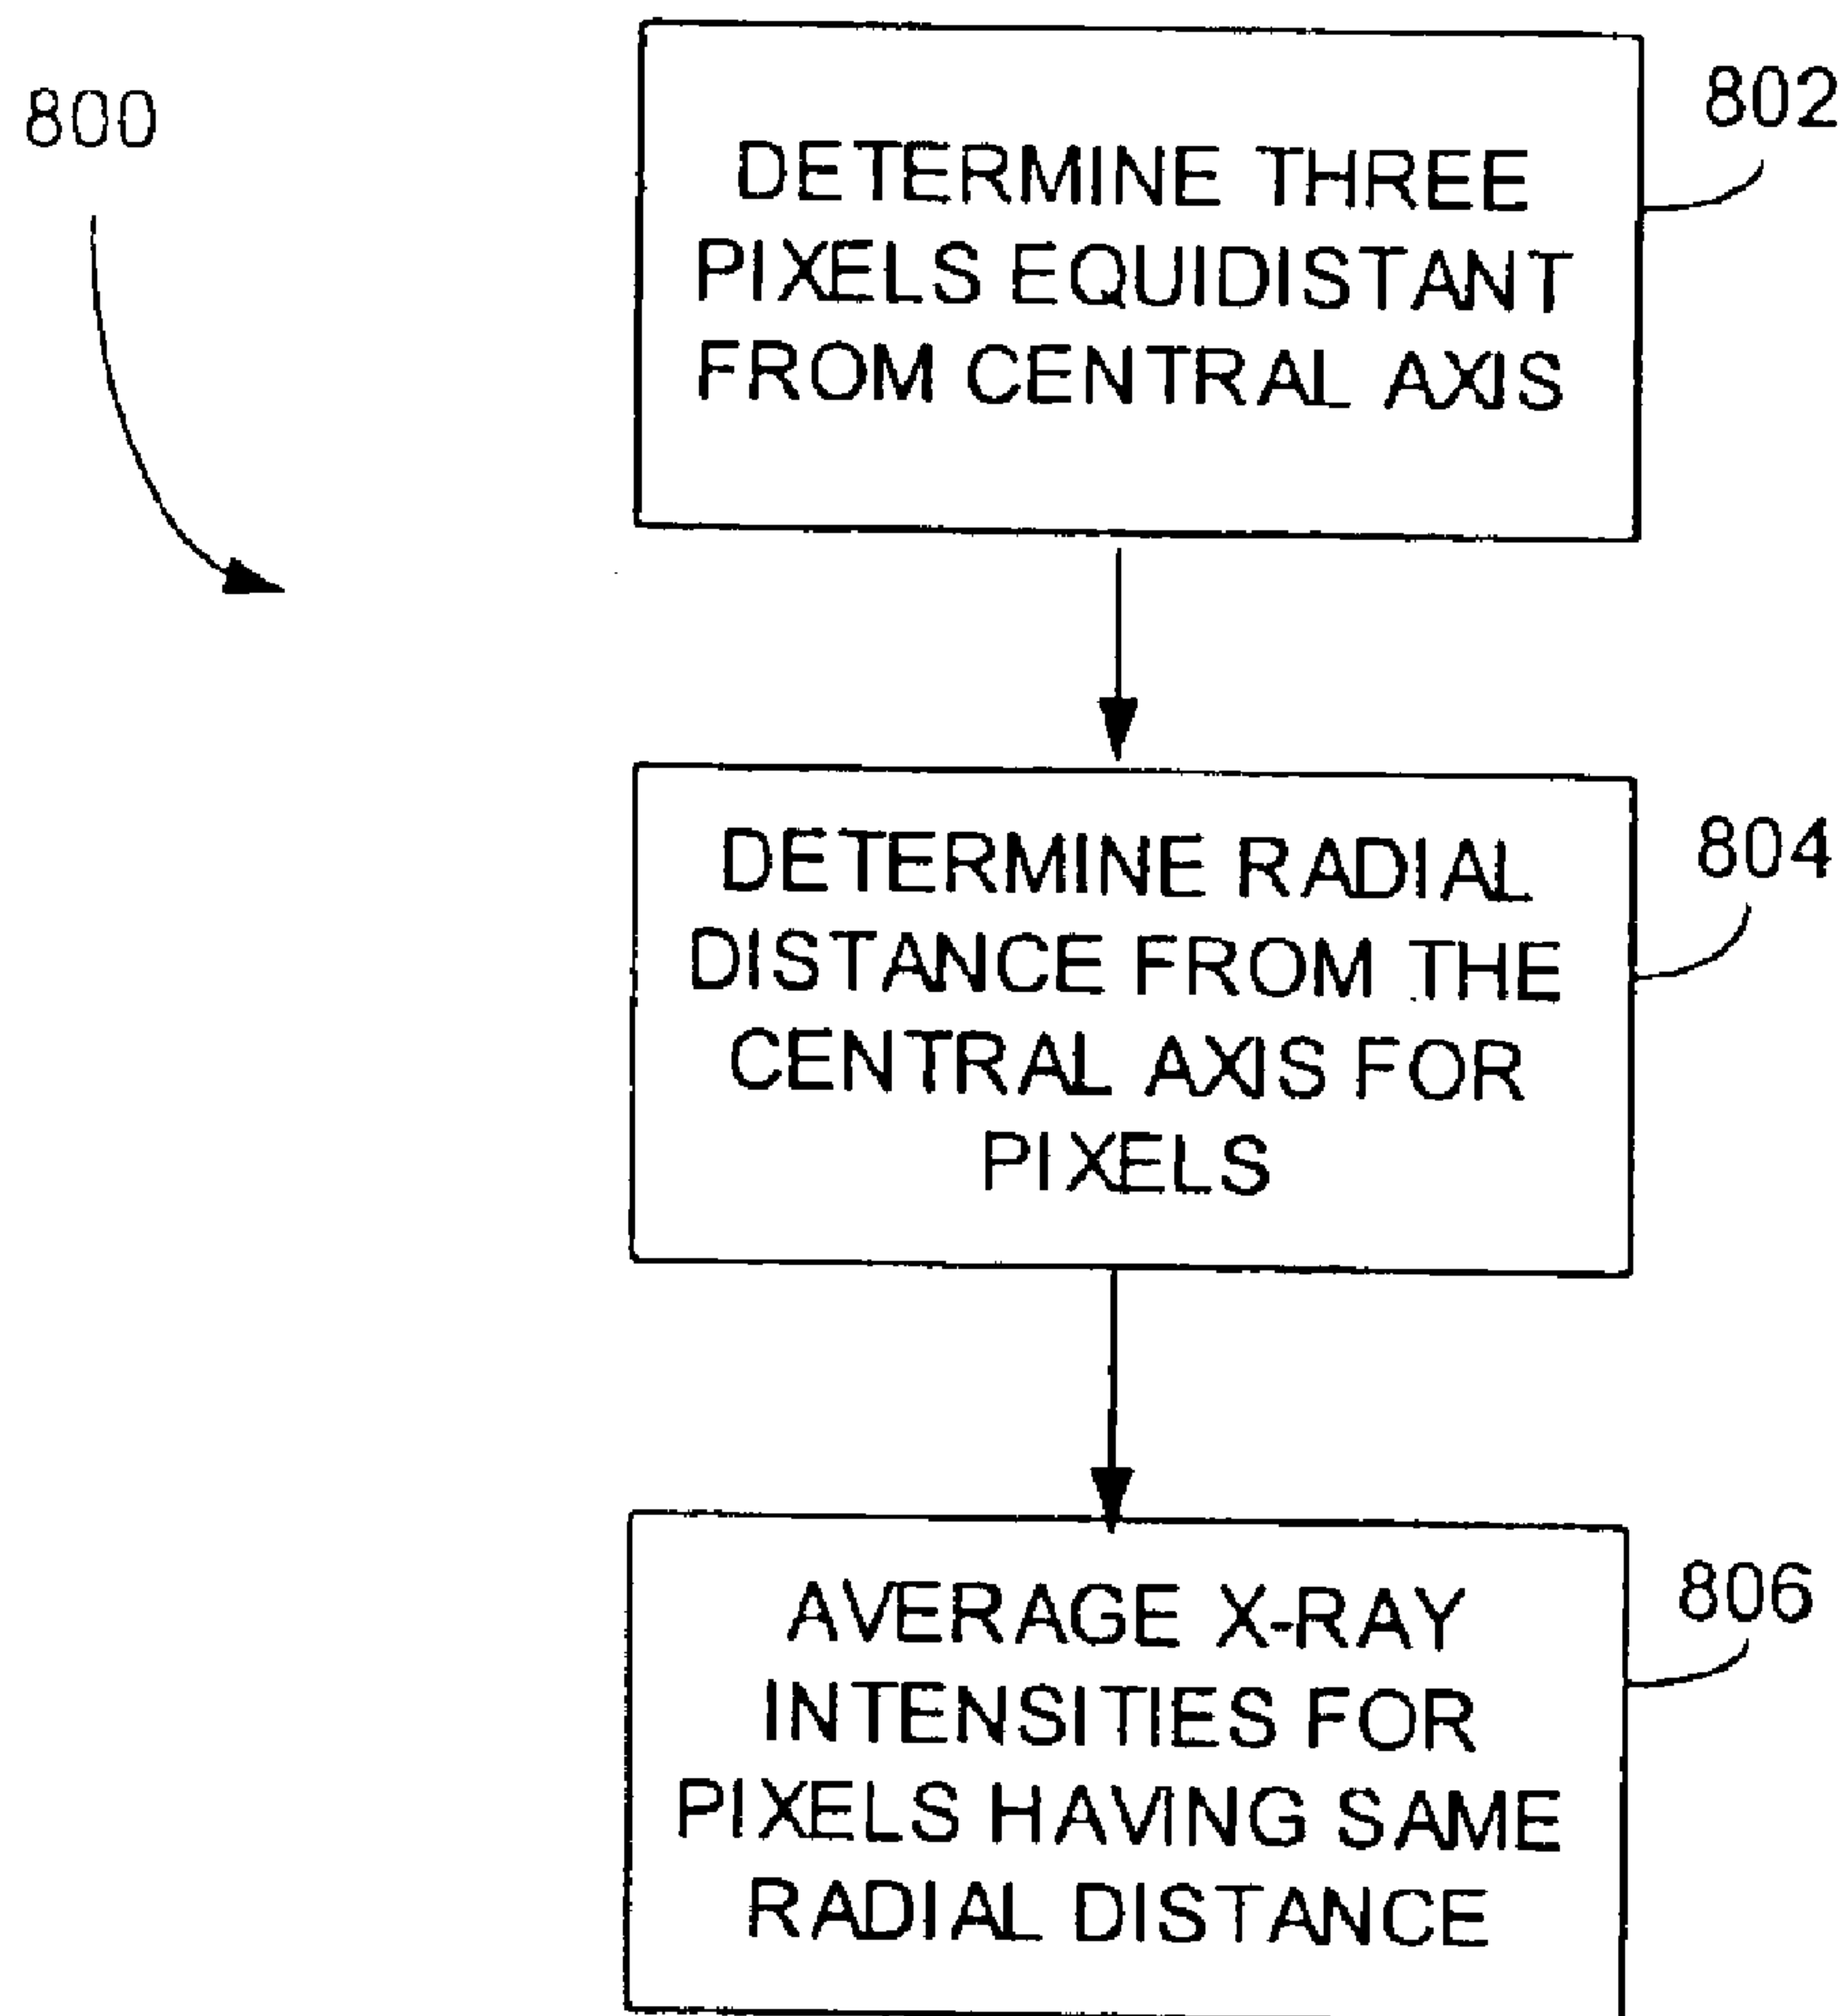 800
802
DETERMINE THREE
PIXELS EQUIDISTANT
FROM CENTRAL AXIS
804
DETERMINE RADIAL
DISTANCE FROM THE
CENTRAL AXIS FOR
PIXELS
806
AVERAGE X-RAY
INTENSITIES FOR
PIXELS HAVING SAME
RADIAL DISTANCE